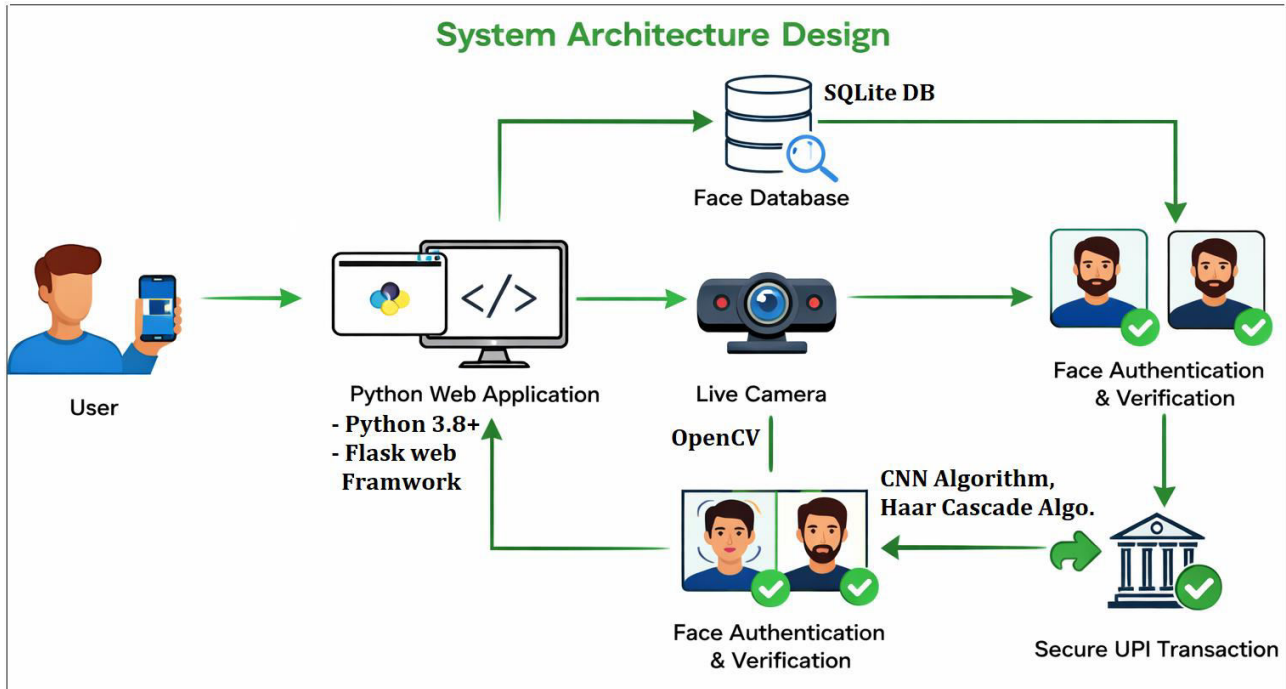 System Architecture Design
SQLite DB
Face Database
</>
User
Python Web Application
- Python 3.8+
- Flask web
Framwork
Live Camera
OpenCV
Face Authentication
& Verification
CNN Algorithm,
Haar Cascade Algo.
Face Authentication
& Verification
Secure UPI Transaction